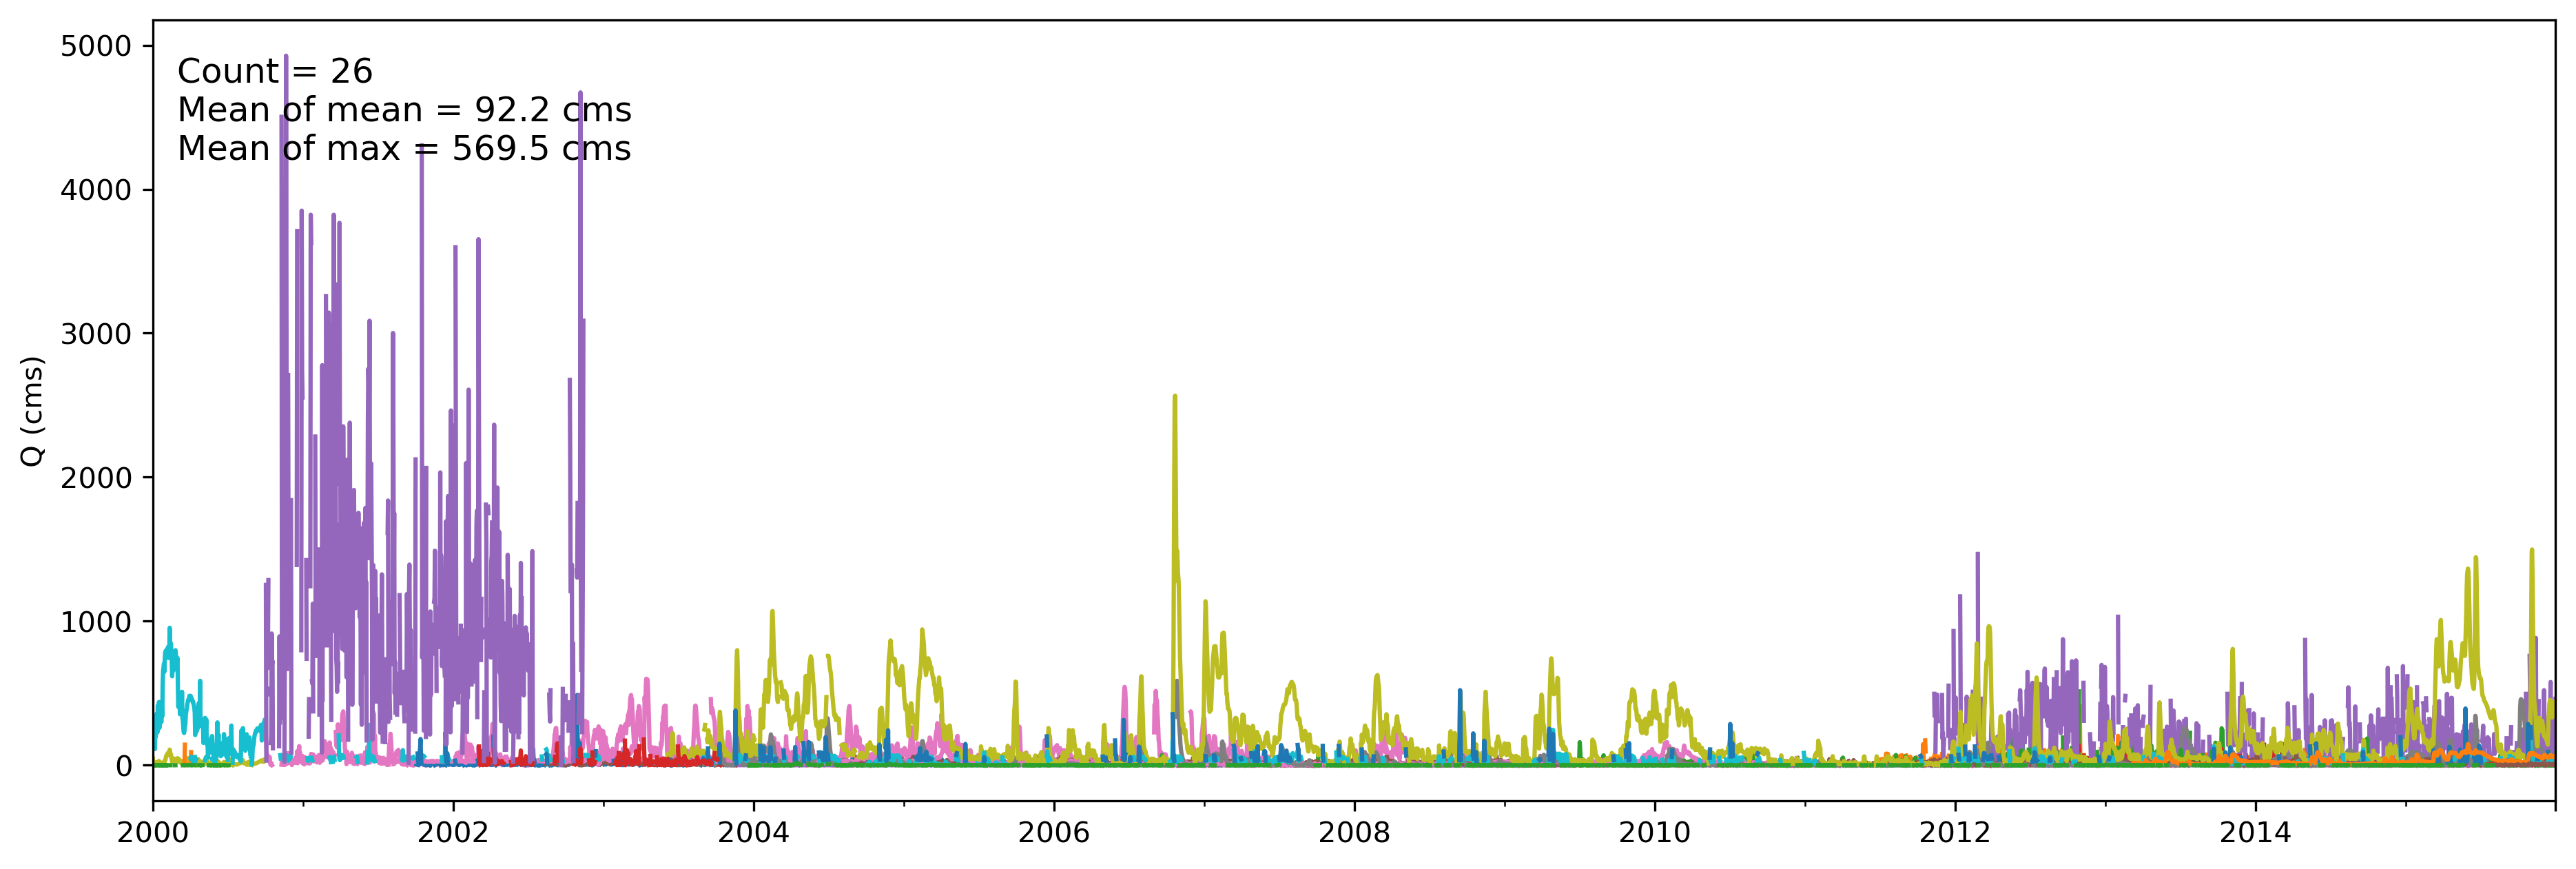 5000
4000
3000
2000
1000
0
Q (cms)
Count = 26
Mean of mean = 92.2 cms
Mean of max = 569.5 cms
2000 2002 2004 2006 2008 2010 2012 2014